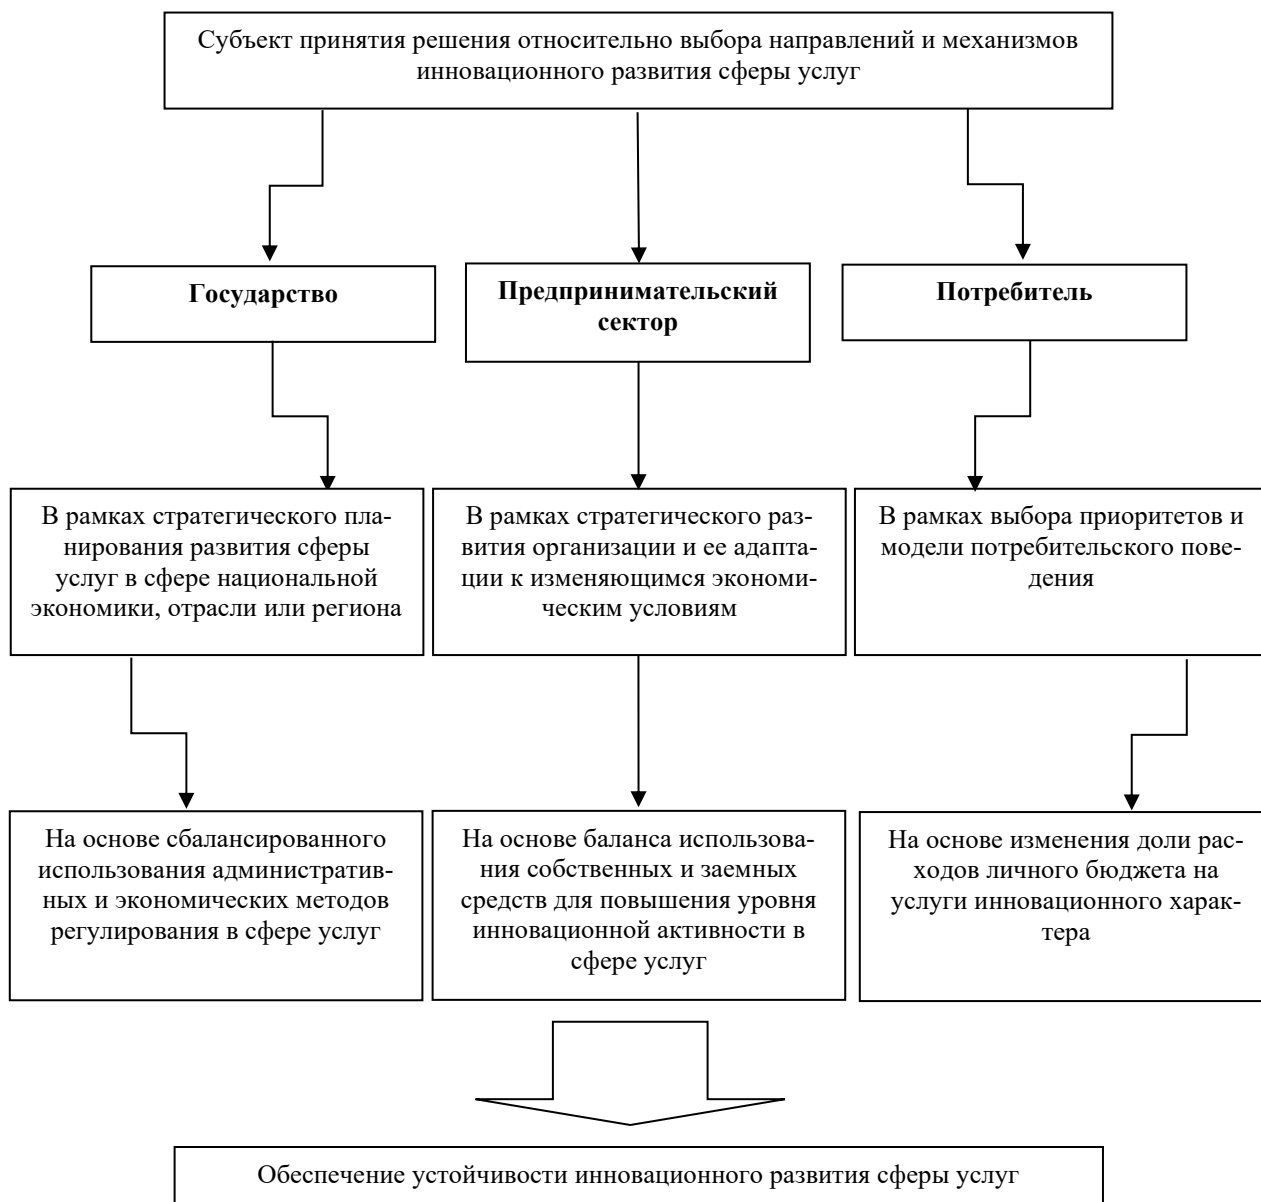 Субъект принятия решения относительно выбора направлений и механизмов
инновационного развития сферы услуг
Государство
Предпринимательский
сектор
Потребитель
В рамках стратегического пла-
нирования развития сферы
услуг в сфере национальной
экономики, отрасли или региона
В рамках стратегического раз-
вития организации и ее адапта-
ции к изменяющимся экономи-
ческим условиям
В рамках выбора приоритетов и
модели потребительского пове-
дения
На основе сбалансированного
использования административ-
ных и экономических методов
регулирования в сфере услуг
На основе баланса использова-
ния собственных и заемных
средств для повышения уровня
инновационной активности в
сфере услуг
На основе изменения доли рас-
ходов личного бюджета на
услуги инновационного харак-
тера
Обеспечение устойчивости инновационного развития сферы услуг